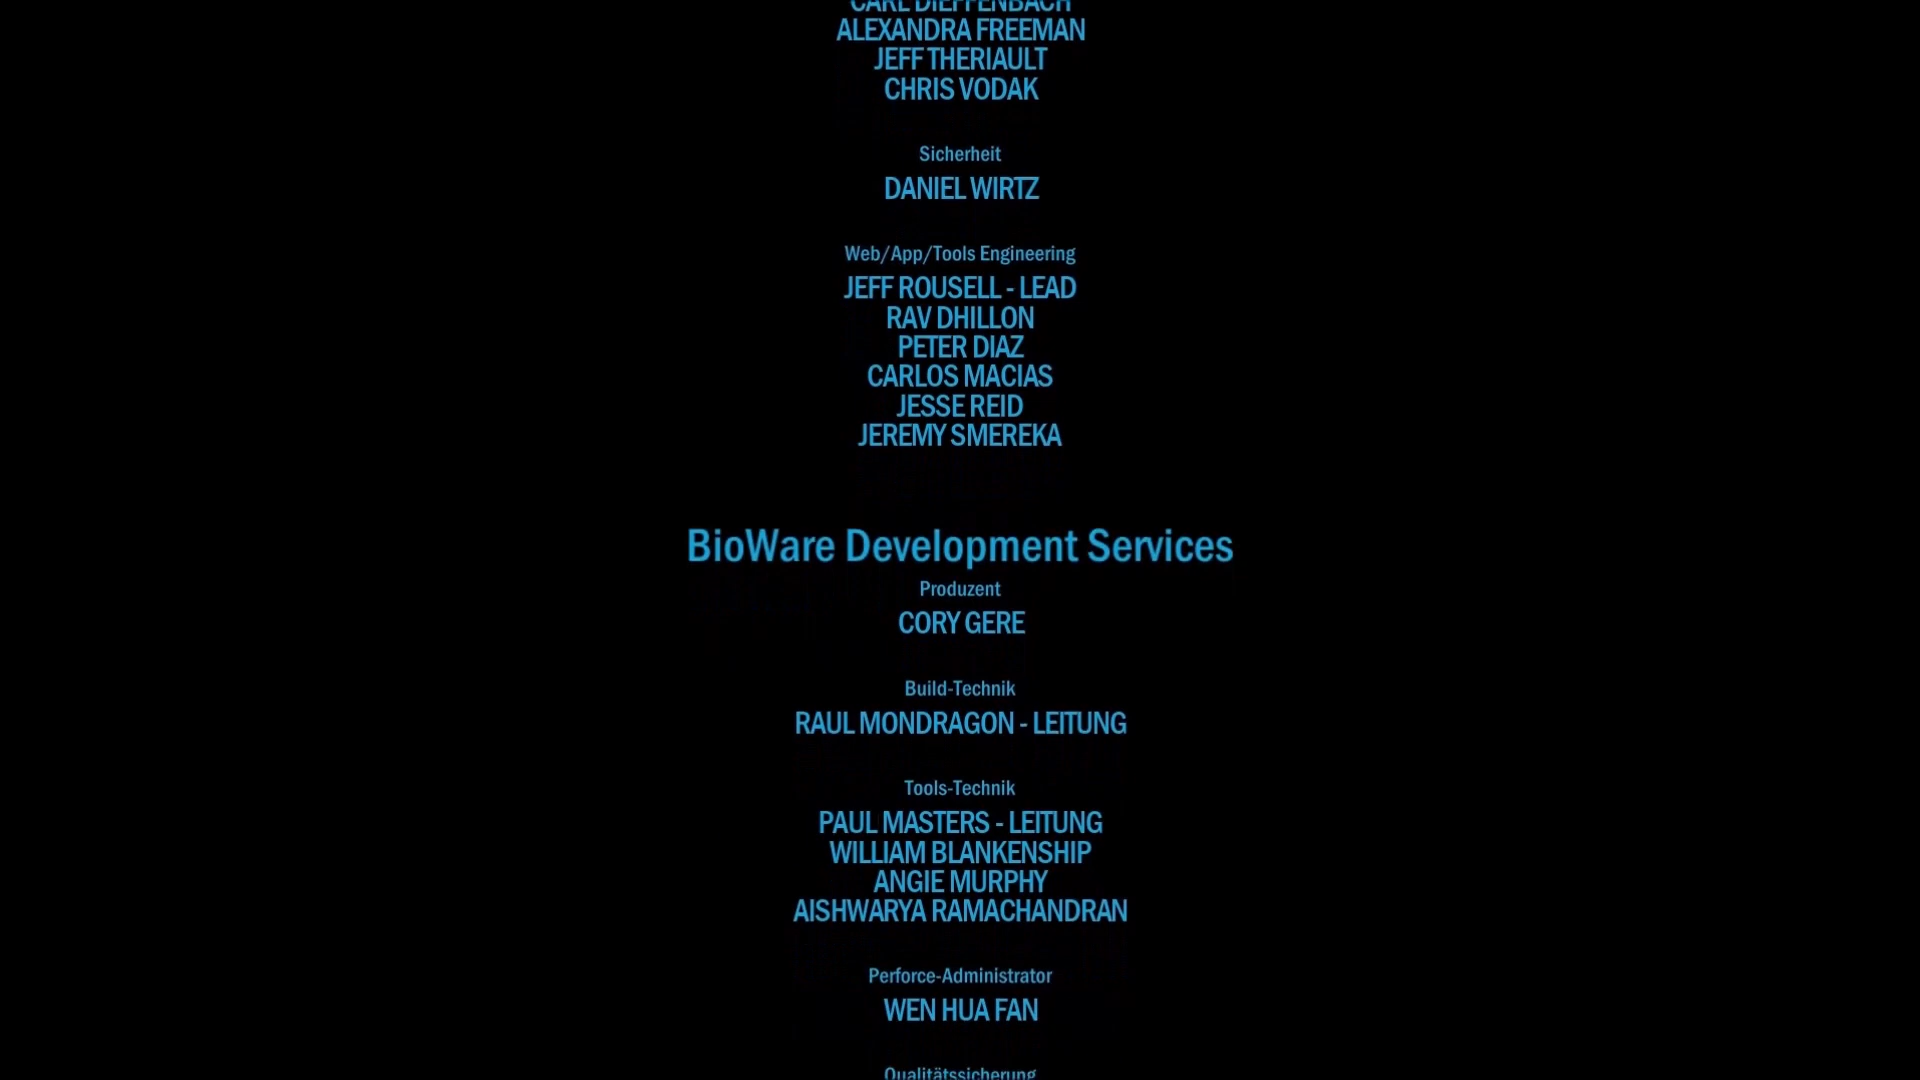 CARL DIEFFENBACH
ALEXANDRA FREEMAN
JEFF THERIAULT
CHRIS VODAK
Sicherheit
DANIEL WIRTZ
Web/App/Tools Engineering
JEFF ROUSELL - LEAD
RAV DHILLON
PETER DIAZ
CARLOS MACIAS
JESSE REID
JEREMY SMEREKA
BioWare Development Services
Produzent
CORY GERE
Build-Technik
RAUL MONDRAGON - LEITUNG
Tools-Technik
PAUL MASTERS - LEITUNG
WILLIAM BLANKENSHIP
ANGIE MURPHY
AISHWARYA RAMACHANDRAN
Perforce-Administrator
WEN HUA FAN
Qualitätssicherung